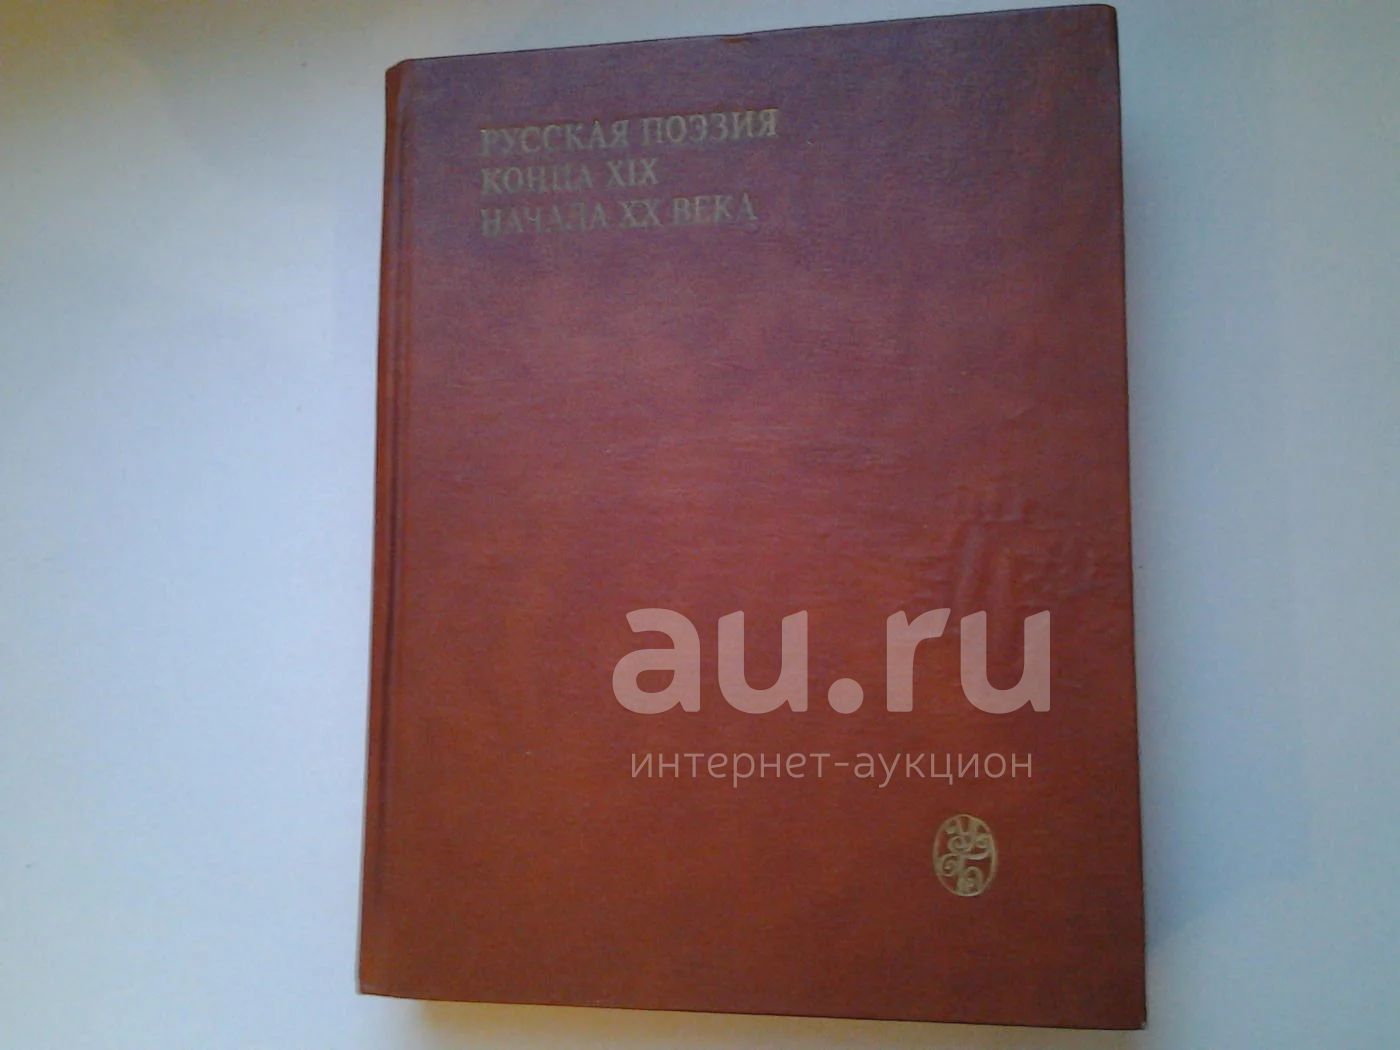 РУССКАЯ ПОЭЗИЯ
КОНЦА XIX
НАЧАЛА XX ВЕКА
au.ru
интернет-аукцион